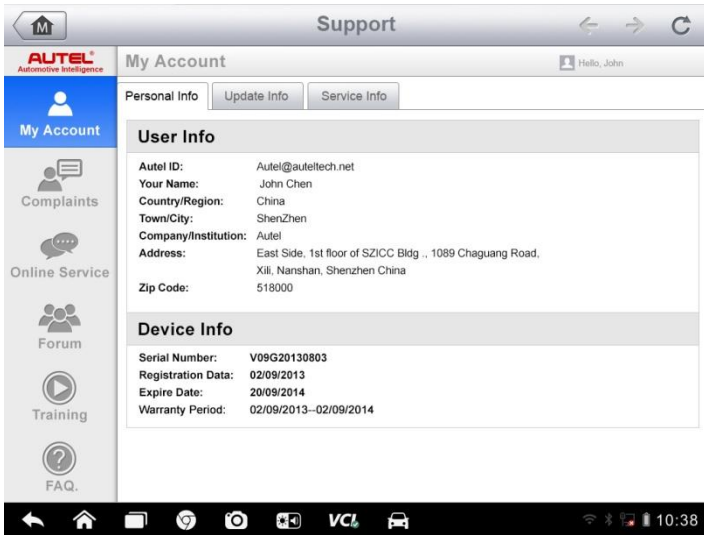 M
Support
AUTEL®
Automotive Intelligence
My Account
Hello, John
My Account
Complaints
Online Service
Forum
Training
FAQ.
Personal Info
Update Info
Service Info
User Info
Autel ID: Autel@auteltech.net
Your Name: John Chen
Country/Region: China
Town/City: ShenZhen
Company/Institution: Autel
Address: East Side, 1st floor of SZICC Bldg ., 1089 Chaguang Road,
Xili, Nanshan, Shenzhen China
Zip Code: 518000
Device Info
Serial Number: V09G20130803
Registration Data: 02/09/2013
Expire Date: 20/09/2014
Warranty Period: 02/09/2013--02/09/2014
VCI
10:38